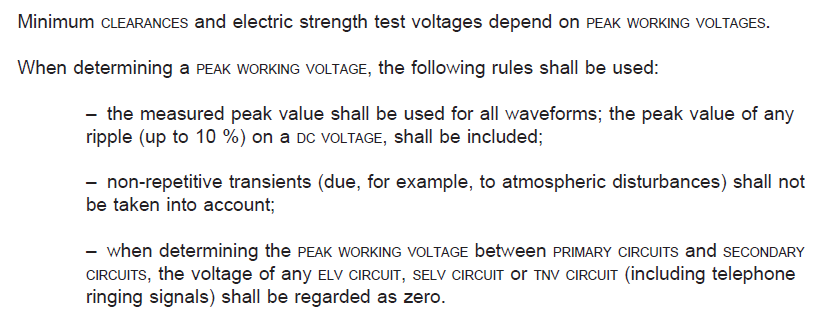 Minimum CLEARANCES and electric strength test voltages depend on PEAK WORKING VOLTAGES.
When determining a PEAK WORKING VOLTAGE, the following rules shall be used:
– the measured peak value shall be used for all waveforms; the peak value of any
ripple (up to 10 %) on a DC VOLTAGE, shall be included;
– non-repetitive transients (due, for example, to atmospheric disturbances) shall not
be taken into account;
– when determining the PEAK WORKING VOLTAGE between PRIMARY CIRCUITS and SECONDARY
CIRCUITS, the voltage of any ELV CIRCUIT, SELV CIRCUIT or TNV CIRCUIT (including telephone
ringing signals) shall be regarded as zero.